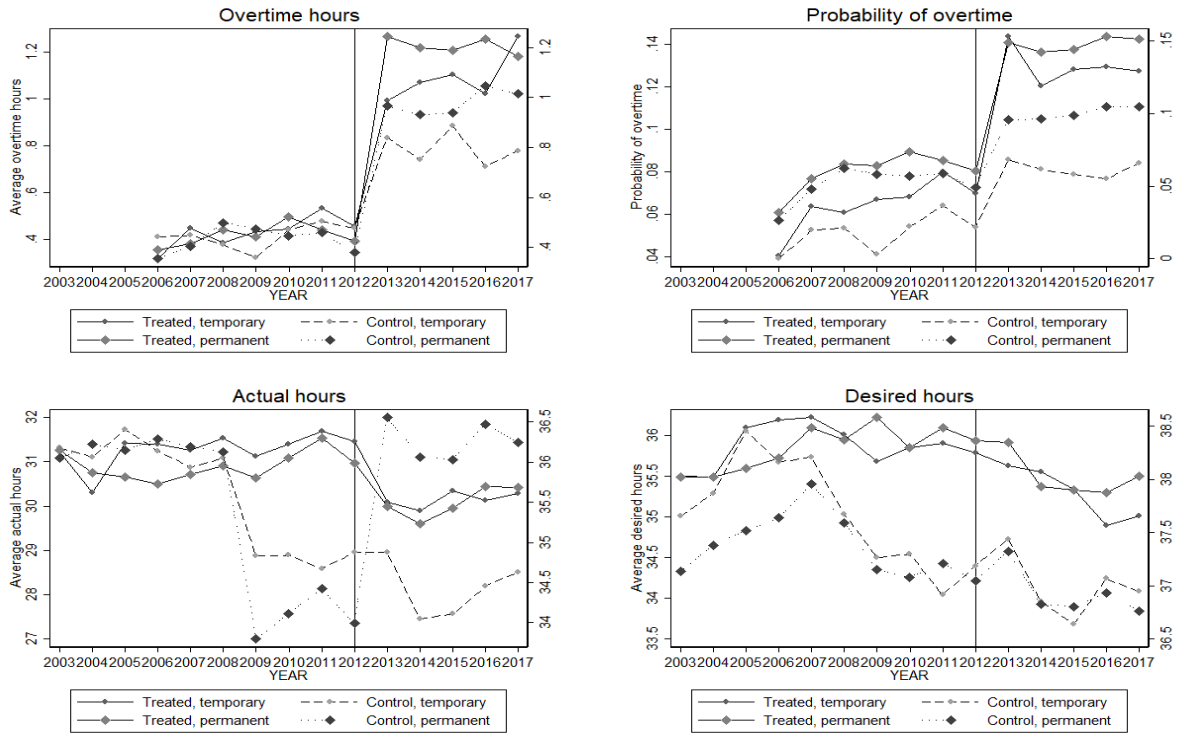 Overtime hours
Average overtime hours
.4 .6 .8 1 1.2
.4 .6 .8 1 1.2
2003 2004 2005 2006 2007 2008 2009 2010 2011 2012 2013 2014 2015 2016 2017
YEAR
Treated, temporary Control, temporary
Treated, permanent Control, permanent
Probability of overtime
Probability of overtime
.04 .06 .08 .1 .12 .14
0 .05 .1 .15
2003 2004 2005 2006 2007 2008 2009 2010 2011 2012 2013 2014 2015 2016 2017
YEAR
Treated, temporary Control, temporary
Treated, permanent Control, permanent
Actual hours
Average actual hours
27 28 29 30 31 32
34 34.5 35 35.5 36 36.5
2003 2004 2005 2006 2007 2008 2009 2010 2011 2012 2013 2014 2015 2016 2017
YEAR
Treated, temporary Control, temporary
Treated, permanent Control, permanent
Desired hours
Average desired hours
33.5 34 34.5 35 35.5 36
36.5 37 37.5 38 38.5
2003 2004 2005 2006 2007 2008 2009 2010 2011 2012 2013 2014 2015 2016 2017
YEAR
Treated, temporary Control, temporary
Treated, permanent Control, permanent